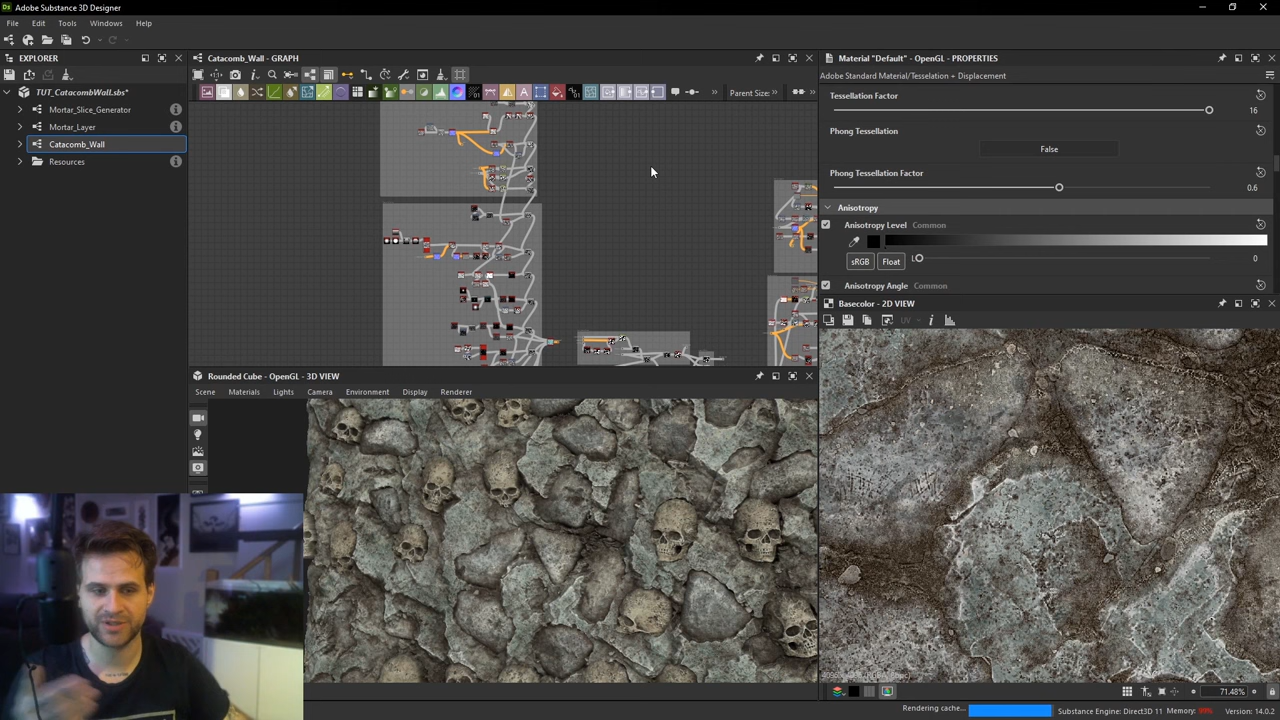 Ds Adobe Substance 3D Designer
File Edit Tools Windows Help
EXPLORER
TUT_CatacombWall.sbs*
Mortar_Slice_Generator
Mortar_Layer
Catacomb_Wall
Resources
Catacomb_Wall - GRAPH
Parent Size:
Rounded Cube - OpenGL - 3D VIEW
Scene Materials Lights Camera Environment Display Renderer
Material "Default" - OpenGL - PROPERTIES
Adobe Standard Material/Tesselation + Displacement
Tessellation Factor
16
Phong Tessellation
False
Phong Tessellation Factor
0.6
Anisotropy
Anisotropy Level Common
sRGB Float
0
Anisotropy Angle Common
Basecolor - 2D VIEW
UV
71.48%
Rendering cache...
Substance Engine: Direct3D 11 Memory: 99% Version: 14.0.2